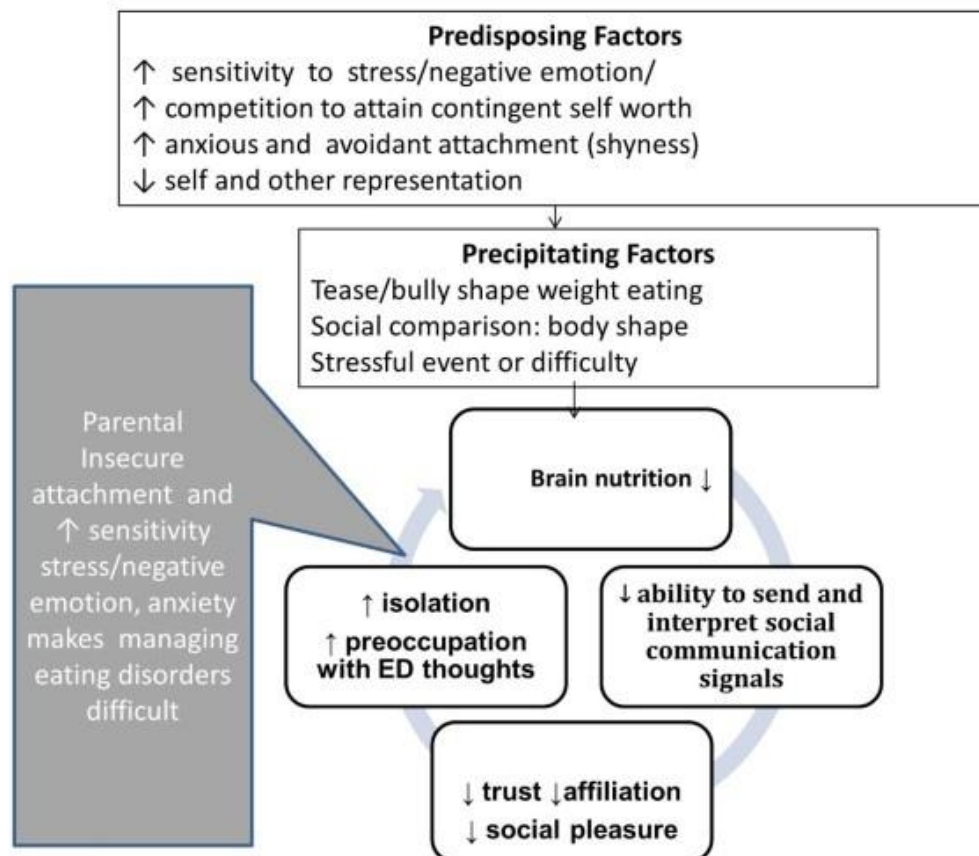 Predisposing Factors
↑ sensitivity to stress/negative emotion/
↑ competition to attain contingent self worth
↑ anxious and avoidant attachment (shyness)
↓ self and other representation
Precipitating Factors
Tease/bully shape weight eating
Social comparison: body shape
Stressful event or difficulty
Parental
Insecure
attachment and
↑ sensitivity
stress/negative
emotion, anxiety
makes managing
eating disorders
difficult
Brain nutrition ↓
↓ ability to send and
interpret social
communication
signals
↓ trust ↓affiliation
↓ social pleasure
↑ isolation
↑ preoccupation
with ED thoughts